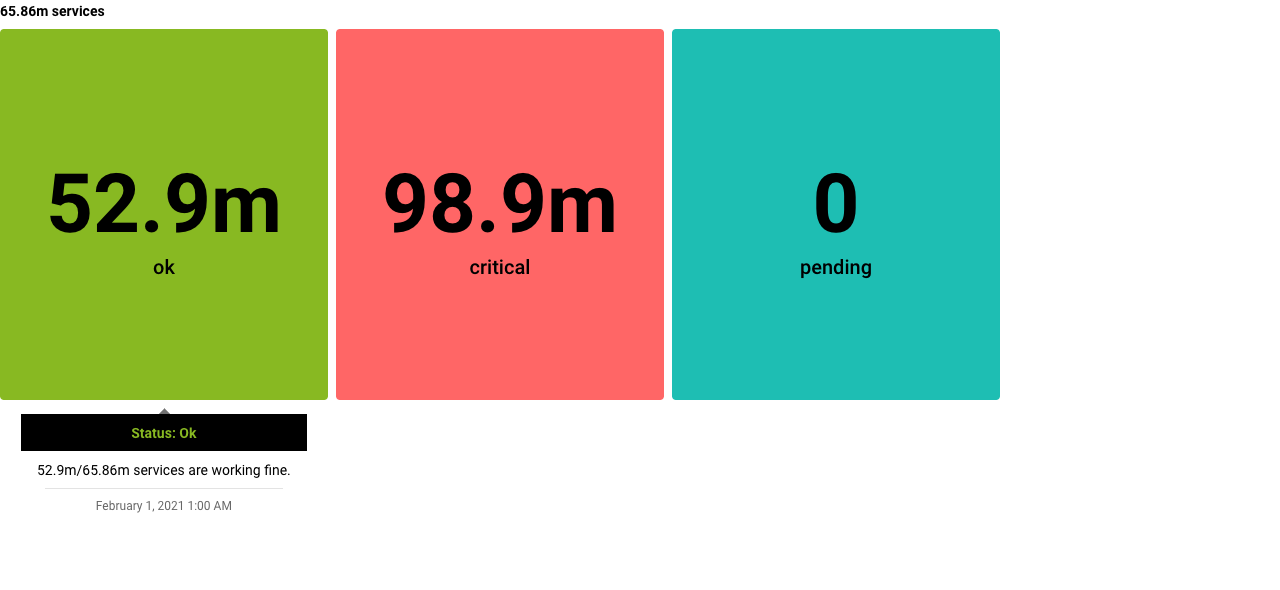 65.86m services
52.9m
ok
98.9m
critical
0
pending
Status: Ok
52.9m/65.86m services are working fine.
February 1, 2021 1:00 AM